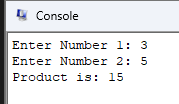 Console
Enter Number 1: 3
Enter Number 2: 5
Product is: 15